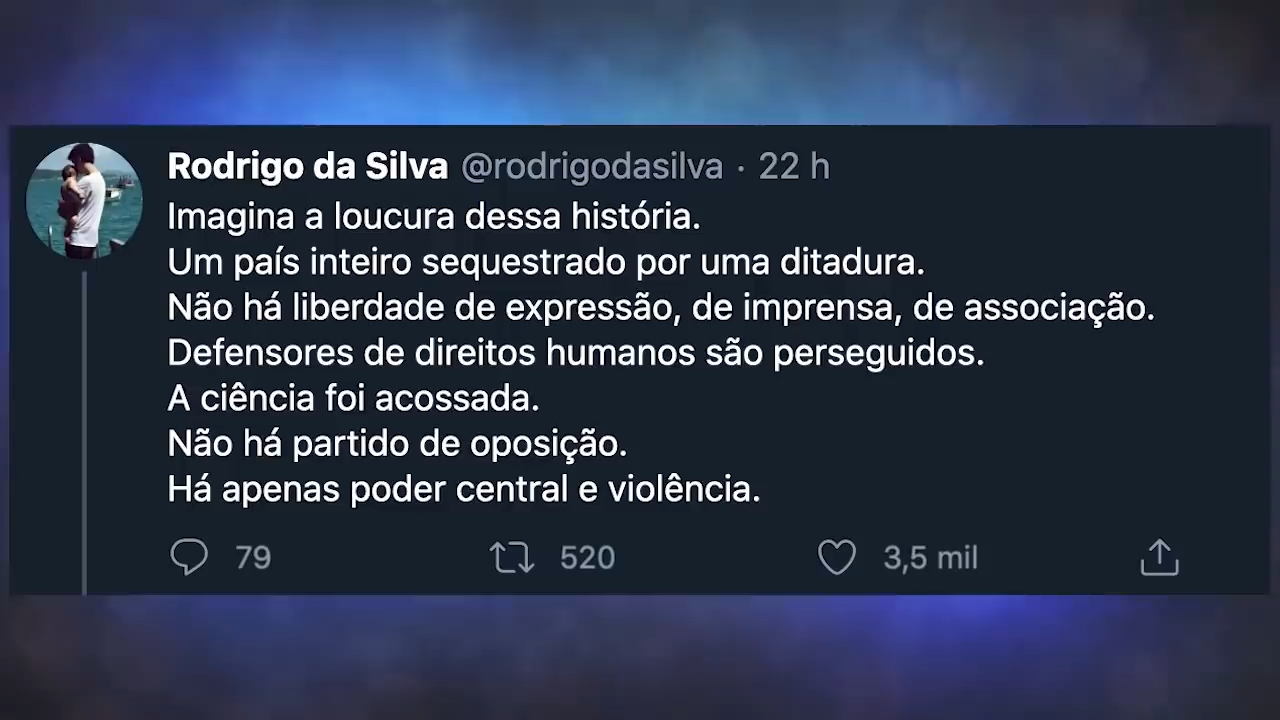 Rodrigo da Silva @rodrigodasilva · 22 h
Imagina a loucura dessa história.
Um país inteiro sequestrado por uma ditadura.
Não há liberdade de expressão, de imprensa, de associação.
Defensores de direitos humanos são perseguidos.
A ciência foi acossada.
Não há partido de oposição.
Há apenas poder central e violência.
79 520 3,5 mil